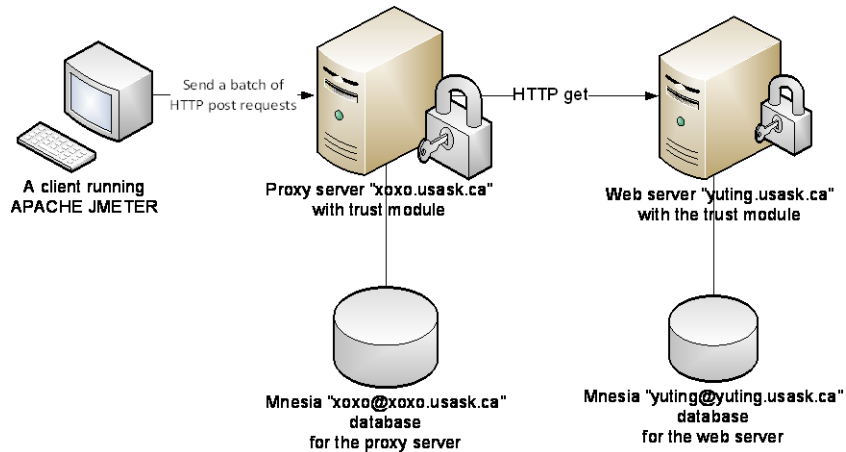 Send a batch of
HTTP post requests
HTTP get
A client running
APACHE JMETER
Proxy server "xoxo.usask.ca"
with trust module
Web server "yuting.usask.ca"
with the trust module
Mnesia "xoxo@xoxo.usask.ca"
database
for the proxy server
Mnesia "yuting@yuting.usask.ca"
database
for the web server